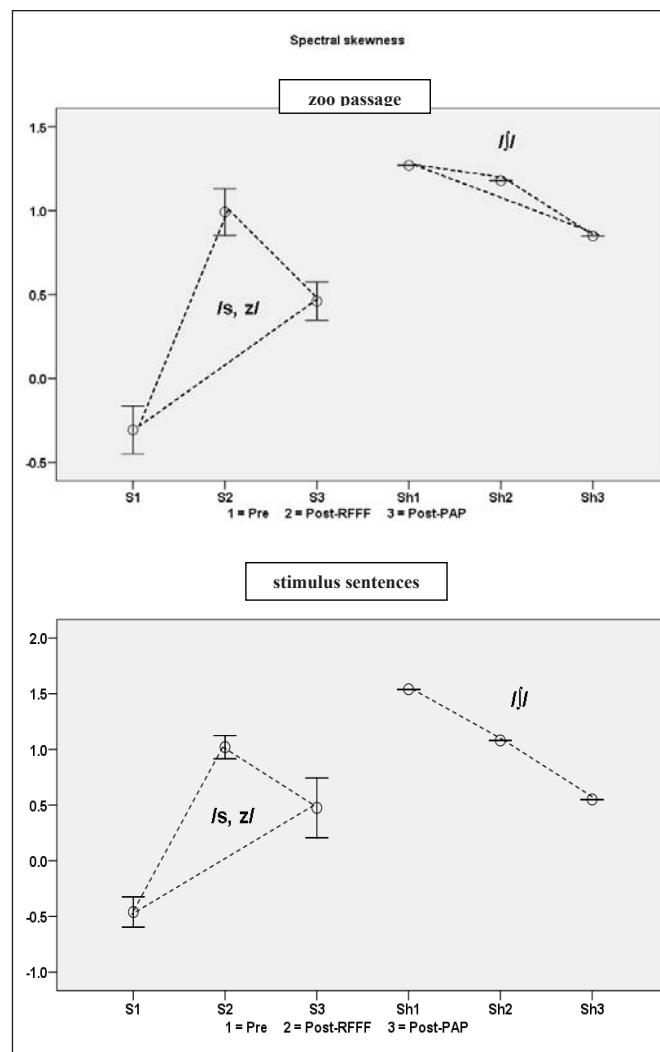 Spectral skewness
zoo passage
1.5
/ʃ/
1.0
0.5
/s, z/
0.0
-0.5
S1 S2 S3 Sh1 Sh2 Sh3
1 = Pre 2 = Post-RFFF 3 = Post-PAP
stimulus sentences
2.0
1.5
/ʃ/
1.0
0.5
/s, z/
0.0
-0.5
-1.0
S1 S2 S3 Sh1 Sh2 Sh3
1 = Pre 2 = Post-RFFF 3 = Post-PAP